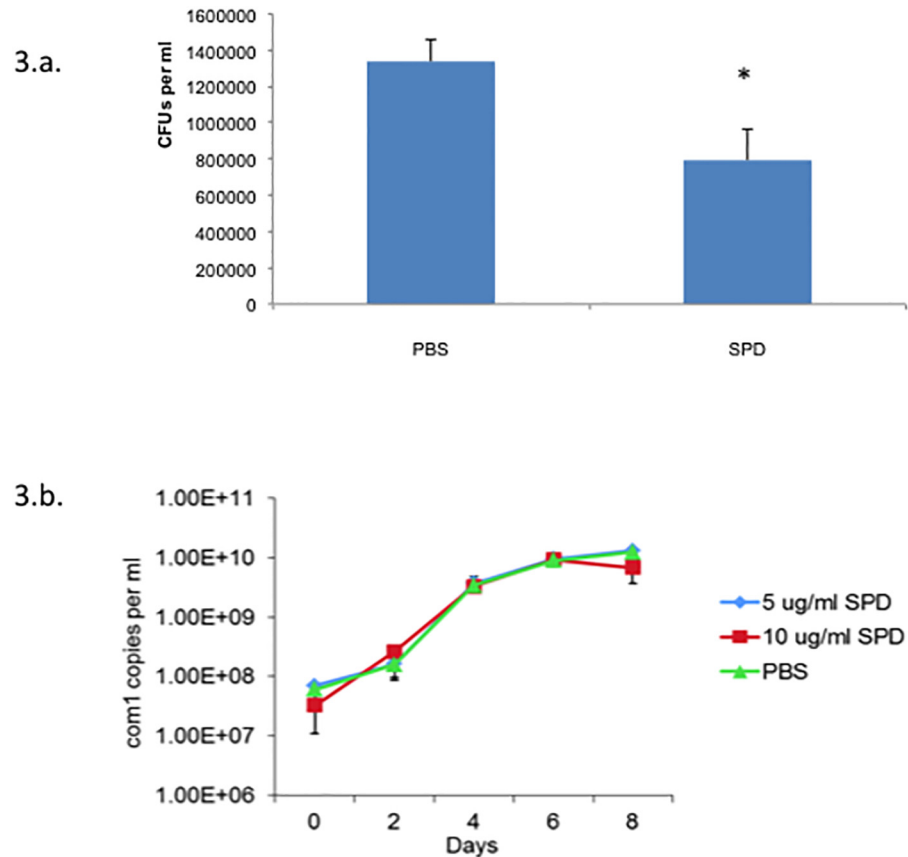 3.a.
CFUs per ml
1600000
1400000
1200000
1000000
800000
600000
400000
200000
0
*
PBS
SPD
3.b.
com1 copies per ml
1.00E+11
1.00E+10
1.00E+09
1.00E+08
1.00E+07
1.00E+06
0 2 4 6 8
Days
5 ug/ml SPD
10 ug/ml SPD
PBS